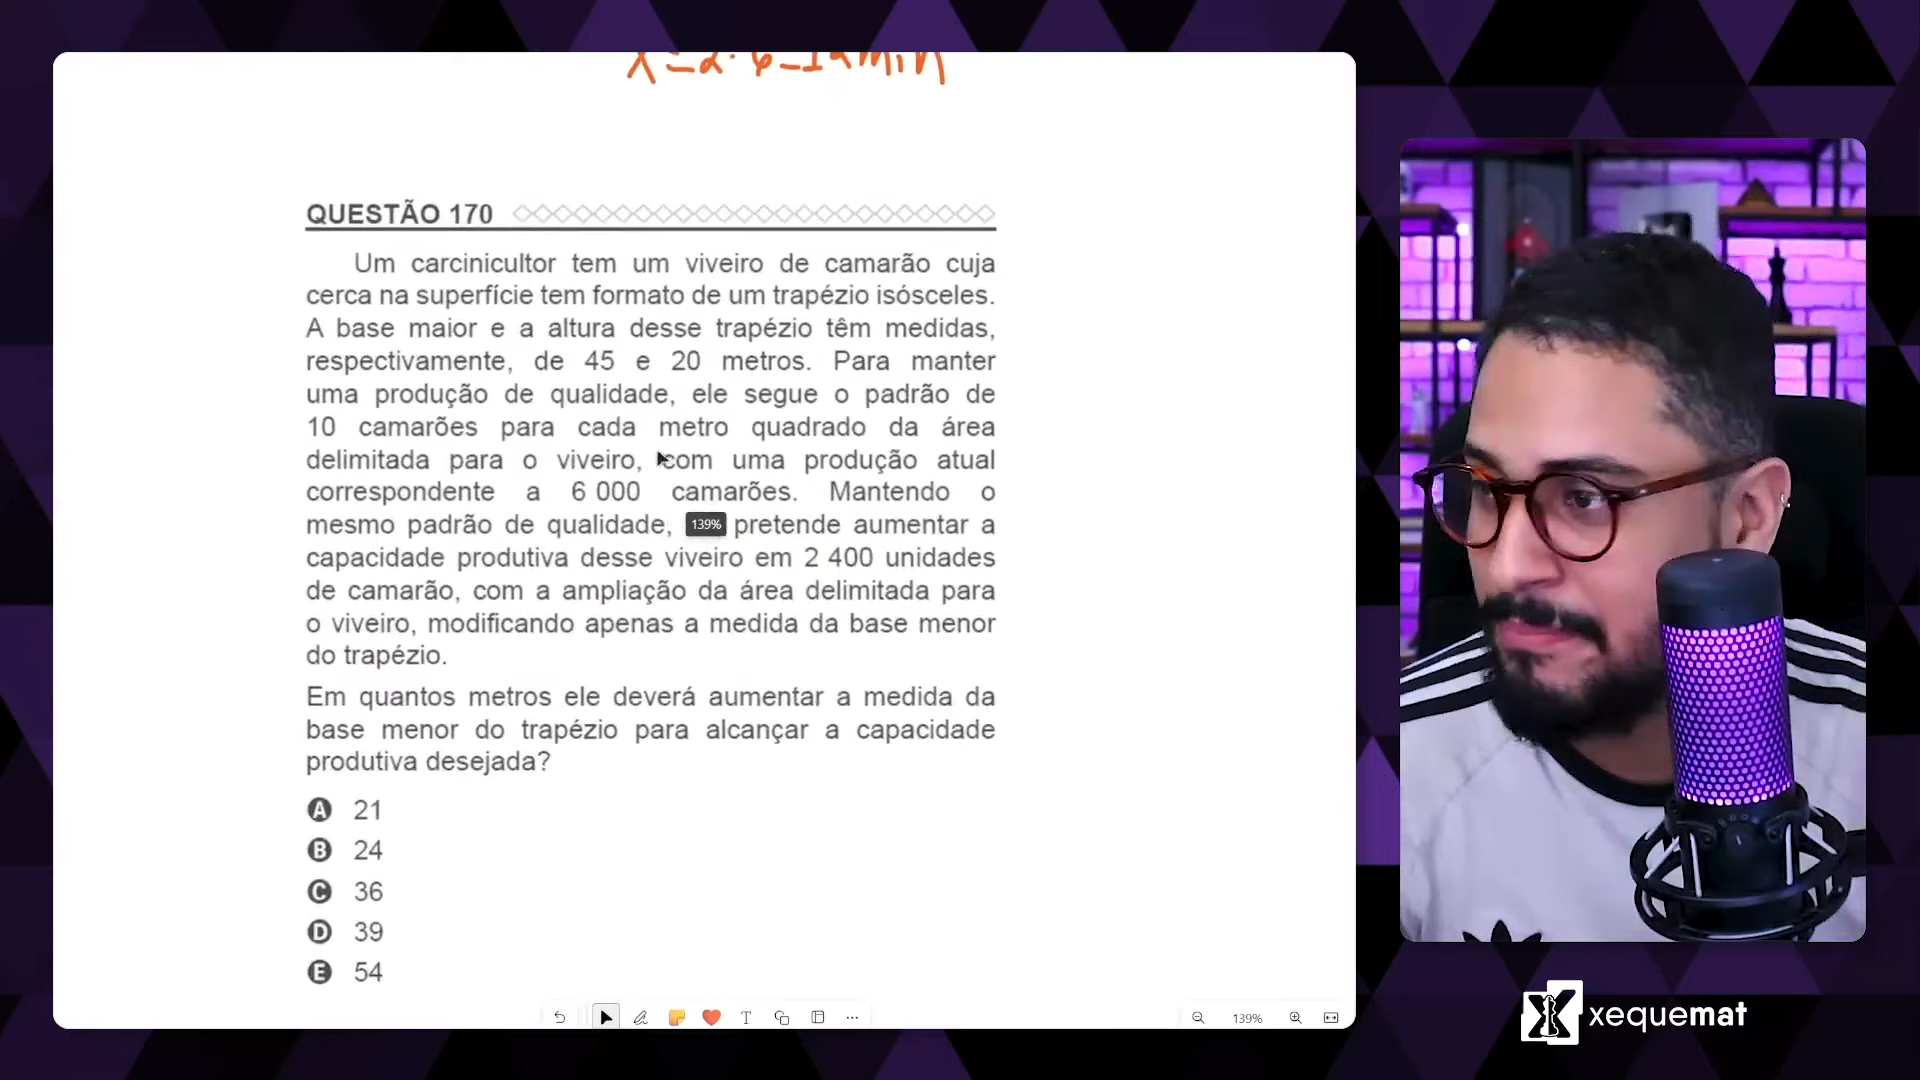 x = 2 · 6 = 12 min
QUESTÃO 170
Um carcinicultor tem um viveiro de camarão cuja
cerca na superfície tem formato de um trapézio isósceles.
A base maior e a altura desse trapézio têm medidas,
respectivamente, de 45 e 20 metros. Para manter
uma produção de qualidade, ele segue o padrão de
10 camarões para cada metro quadrado da área
delimitada para o viveiro, com uma produção atual
correspondente a 6 000 camarões. Mantendo o
mesmo padrão de qualidade, 139% pretende aumentar a
capacidade produtiva desse viveiro em 2 400 unidades
de camarão, com a ampliação da área delimitada para
o viveiro, modificando apenas a medida da base menor
do trapézio.
Em quantos metros ele deverá aumentar a medida da
base menor do trapézio para alcançar a capacidade
produtiva desejada?
A 21
B 24
C 36
D 39
E 54
T
139%
xequemat